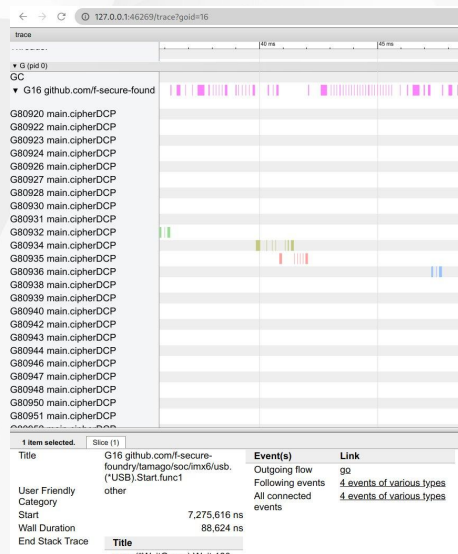 127.0.0.1:46269/trace?goid=16
trace
40 ms
45 ms
▼ G (pid 0)
GC
▼ G16 github.com/f-secure-found
G80920 main.cipherDCP
G80922 main.cipherDCP
G80923 main.cipherDCP
G80924 main.cipherDCP
G80926 main.cipherDCP
G80927 main.cipherDCP
G80928 main.cipherDCP
G80930 main.cipherDCP
G80931 main.cipherDCP
G80932 main.cipherDCP
G80934 main.cipherDCP
G80935 main.cipherDCP
G80936 main.cipherDCP
G80938 main.cipherDCP
G80939 main.cipherDCP
G80940 main.cipherDCP
G80942 main.cipherDCP
G80943 main.cipherDCP
G80944 main.cipherDCP
G80946 main.cipherDCP
G80947 main.cipherDCP
G80948 main.cipherDCP
G80950 main.cipherDCP
G80951 main.cipherDCP
1 item selected. Slice (1)
Title G16 github.com/f-secure-
foundry/tamago/soc/imx6/usb.
(*USB).Start.func1
User Friendly other
Category
Start 7,275,616 ns
Wall Duration 88,624 ns
End Stack Trace Title
Event(s) Link
Outgoing flow go
Following events 4 events of various types
All connected 4 events of various types
events